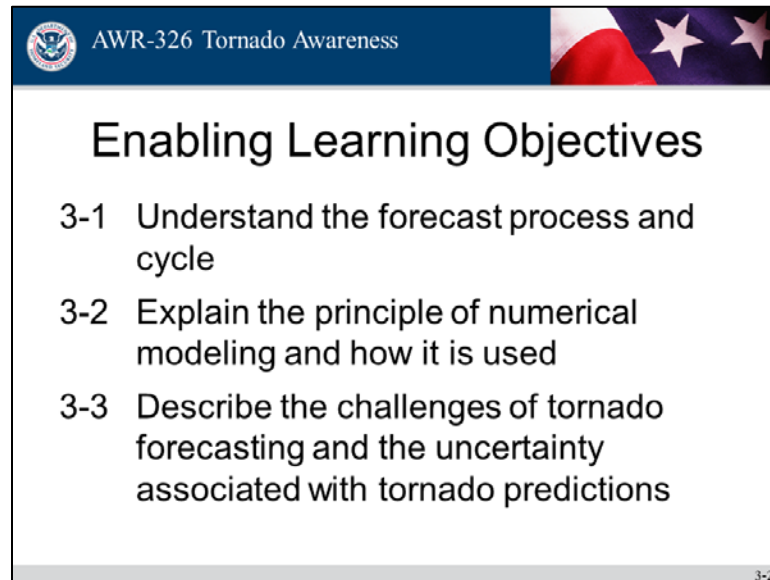 AWR-326 Tornado Awareness
Enabling Learning Objectives
3-1 Understand the forecast process and
cycle
3-2 Explain the principle of numerical
modeling and how it is used
3-3 Describe the challenges of tornado
forecasting and the uncertainty
associated with tornado predictions